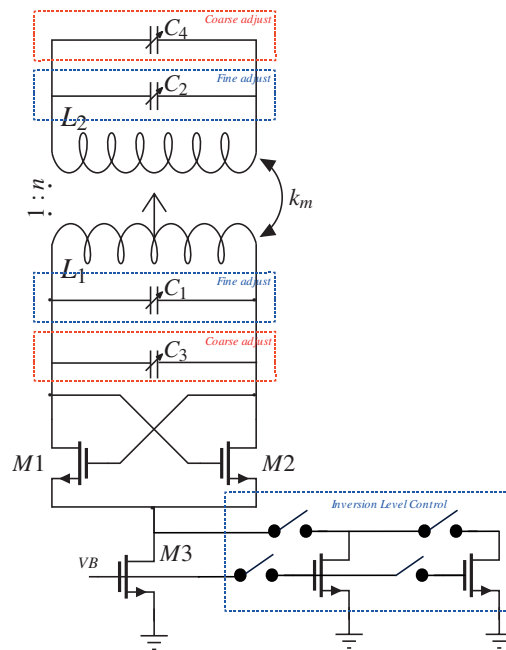 Coarse adjust
C4
Fine adjust
C2
L2
1 : n
km
L1
Fine adjust
C1
Coarse adjust
C3
M1
M2
Inversion Level Control
M3
VB